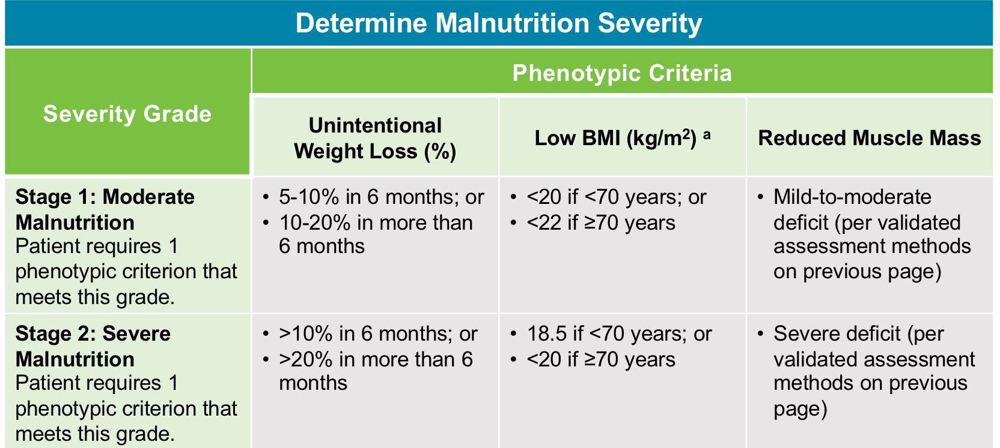 Determine Malnutrition Severity
Severity Grade
Phenotypic Criteria
Unintentional
Weight Loss (%)
Low BMI (kg/m²) ᵃ
Reduced Muscle Mass
Stage 1: Moderate
Malnutrition
Patient requires 1
phenotypic criterion that
meets this grade.
• 5-10% in 6 months; or
• 10-20% in more than
6 months
• <20 if <70 years; or
• <22 if ≥70 years
• Mild-to-moderate
deficit (per validated
assessment methods
on previous page)
Stage 2: Severe
Malnutrition
Patient requires 1
phenotypic criterion that
meets this grade.
• >10% in 6 months; or
• >20% in more than 6
months
• 18.5 if <70 years; or
• <20 if ≥70 years
• Severe deficit (per
validated assessment
methods on previous
page)